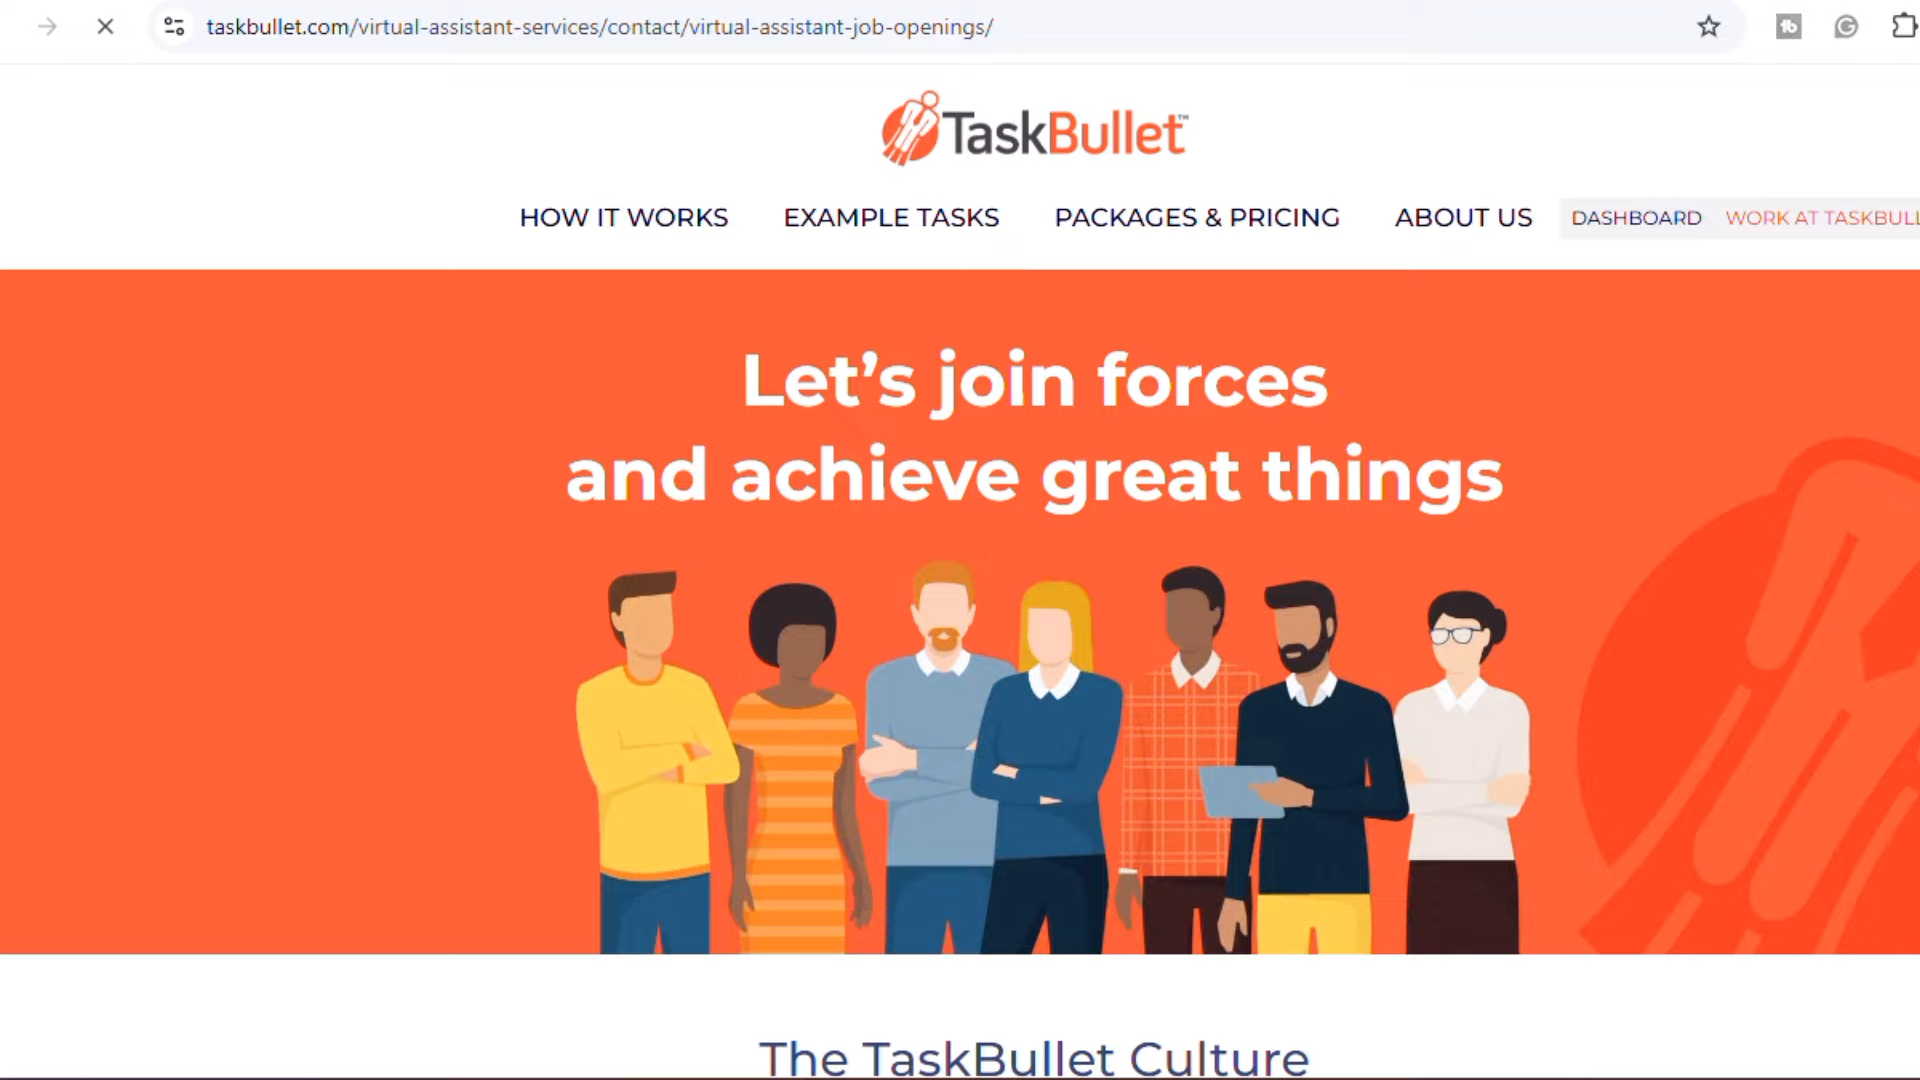 taskbullet.com/virtual-assistant-services/contact/virtual-assistant-job-openings/
TaskBullet™
HOW IT WORKS EXAMPLE TASKS PACKAGES & PRICING ABOUT US DASHBOARD WORK AT TASKBULL
Let's join forces
and achieve great things
The TaskBullet Culture